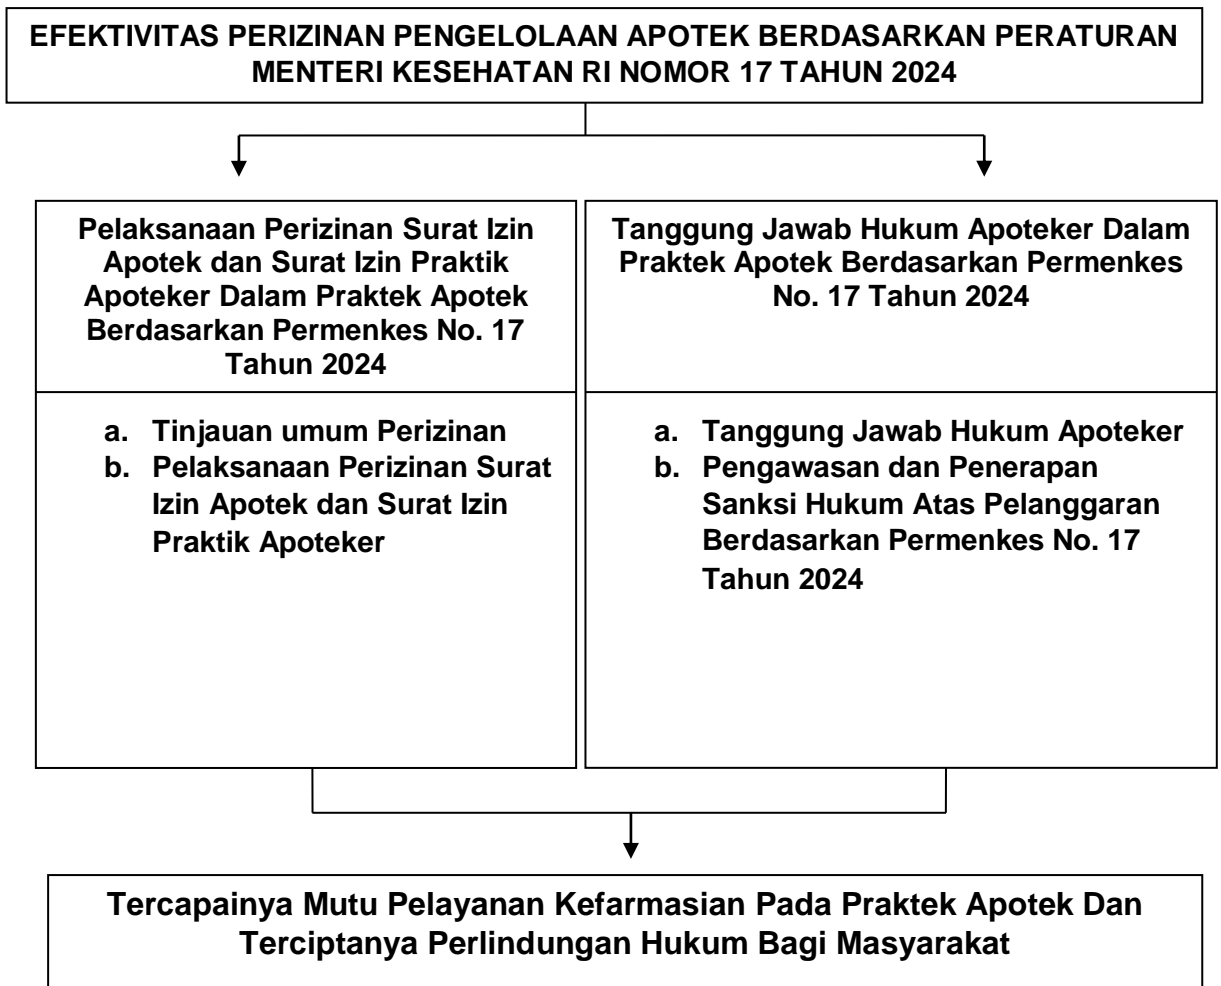 EFEKTIVITAS PERIZINAN PENGELOLAAN APOTEK BERDASARKAN PERATURAN
MENTERI KESEHATAN RI NOMOR 17 TAHUN 2024
Pelaksanaan Perizinan Surat Izin
Apotek dan Surat Izin Praktik
Apoteker Dalam Praktek Apotek
Berdasarkan Permenkes No. 17
Tahun 2024
a. Tinjauan umum Perizinan
b. Pelaksanaan Perizinan Surat
Izin Apotek dan Surat Izin
Praktik Apoteker
Tanggung Jawab Hukum Apoteker Dalam
Praktek Apotek Berdasarkan Permenkes
No. 17 Tahun 2024
a. Tanggung Jawab Hukum Apoteker
b. Pengawasan dan Penerapan
Sanksi Hukum Atas Pelanggaran
Berdasarkan Permenkes No. 17
Tahun 2024
Tercapainya Mutu Pelayanan Kefarmasian Pada Praktek Apotek Dan
Terciptanya Perlindungan Hukum Bagi Masyarakat